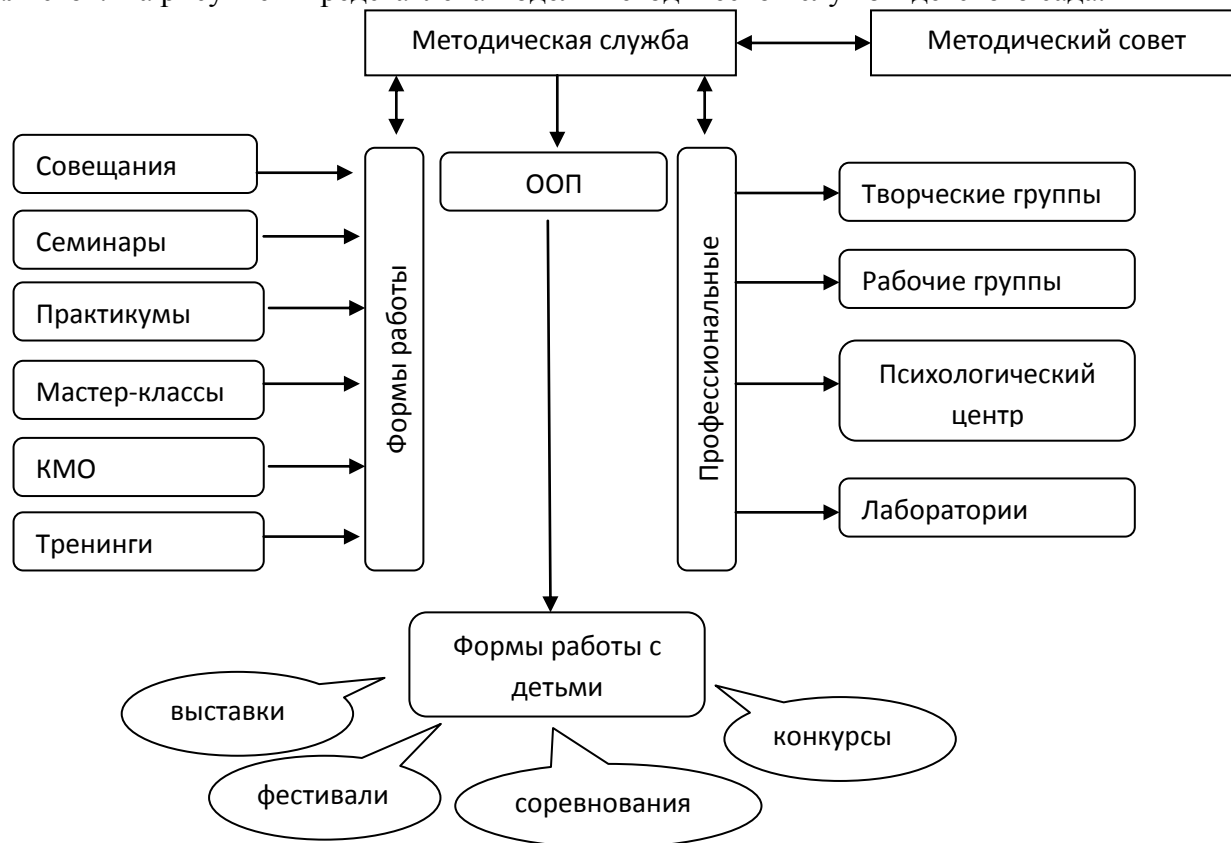 Методическая служба
Методический совет
Совещания
Семинары
Практикумы
Мастер-классы
КМО
Тренинги
Формы работы
ООП
Профессиональные
Творческие группы
Рабочие группы
Психологический
центр
Лаборатории
Формы работы с
детьми
выставки
фестивали
соревнования
конкурсы